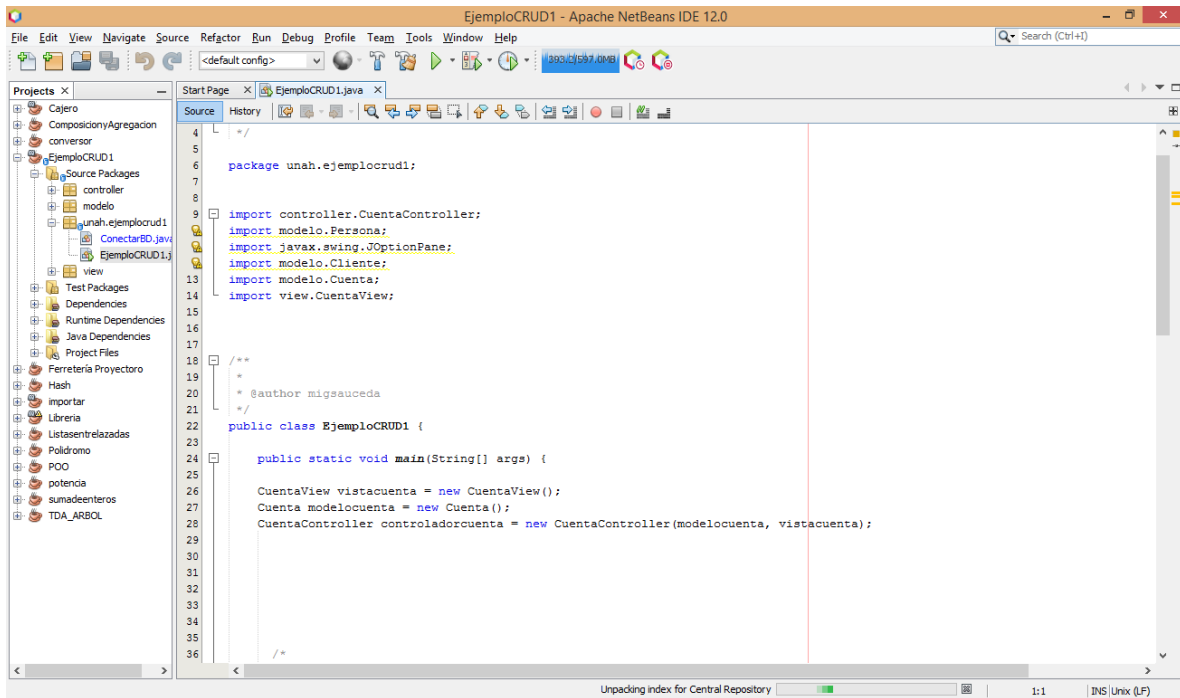 EjemploCRUD1 - Apache NetBeans IDE 12.0
File Edit View Navigate Source Refactor Run Debug Profile Team Tools Window Help
Search (Ctrl+I)
<default config>
393.2/597.0MB
Projects
Start Page
EjemploCRUD1.java
Source History
Cajero
ComposicionyAgregacion
conversor
EjemploCRUD1
Source Packages
controller
modelo
unah.ejemplocrud1
ConectarBD.java
EjemploCRUD1.j
view
Test Packages
Dependencies
Runtime Dependencies
Java Dependencies
Project Files
Ferretería Proyectoro
Hash
importar
Libreria
Listasentrelazadas
Polidromo
POO
potencia
sumadeenteros
TDA_ARBOL
4 */
5
6 package unah.ejemplocrud1;
7
8
9 import controller.CuentaController;
import modelo.Persona;
import javax.swing.JOptionPane;
import modelo.Cliente;
13 import modelo.Cuenta;
14 import view.CuentaView;
15
16
17
18 /**
19 *
20 * @author migsauceda
21 */
22 public class EjemploCRUD1 {
23
24 public static void main(String[] args) {
25
26 CuentaView vistacuenta = new CuentaView();
27 Cuenta modelocuenta = new Cuenta();
28 CuentaController controladorcuenta = new CuentaController(modelocuenta, vistacuenta);
29
30
31
32
33
34
35
36 /*
Unpacking index for Central Repository
1:1
INS Unix (LF)